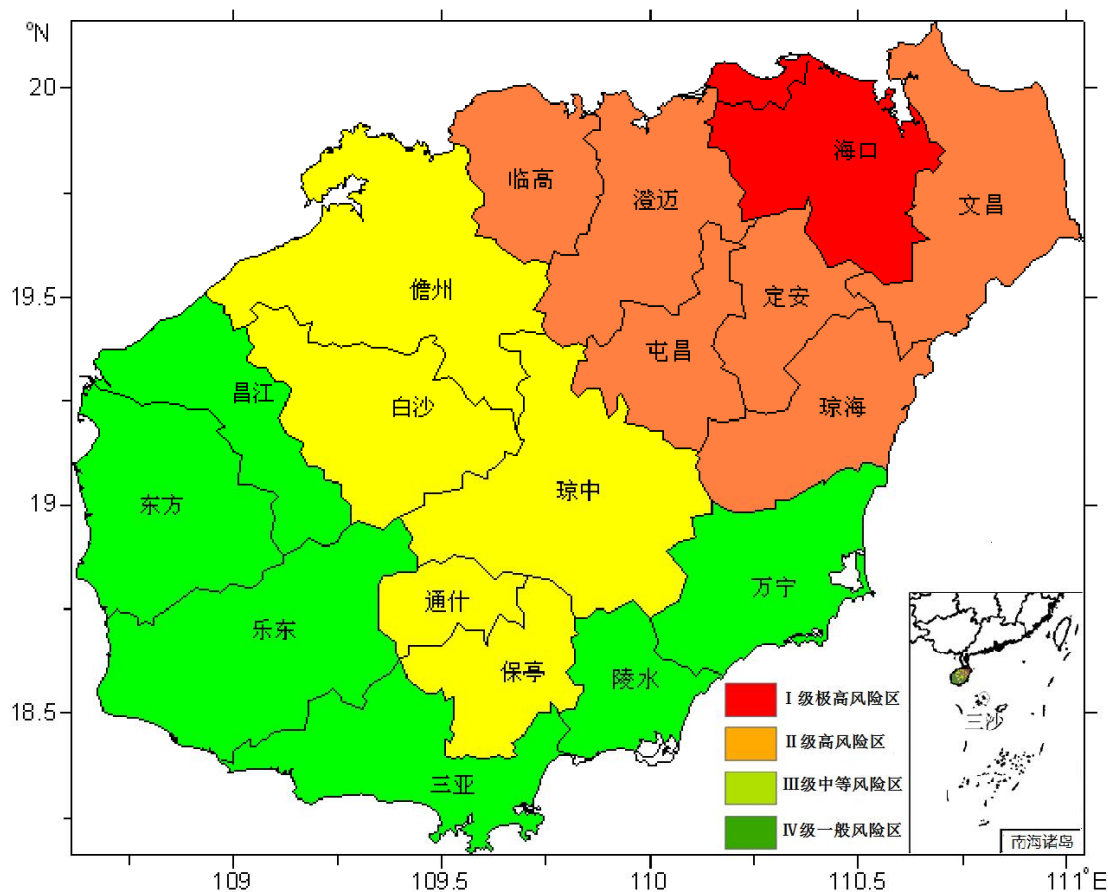 °N
20
19.5
19
18.5
109
109.5
110
110.5
111°E
海口
文昌
临高
澄迈
儋州
定安
屯昌
昌江
白沙
琼海
东方
琼中
万宁
通什
乐东
保亭
陵水
三亚
Ⅰ级极高风险区
Ⅱ级高风险区
Ⅲ级中等风险区
Ⅳ级一般风险区
三沙
南海诸岛